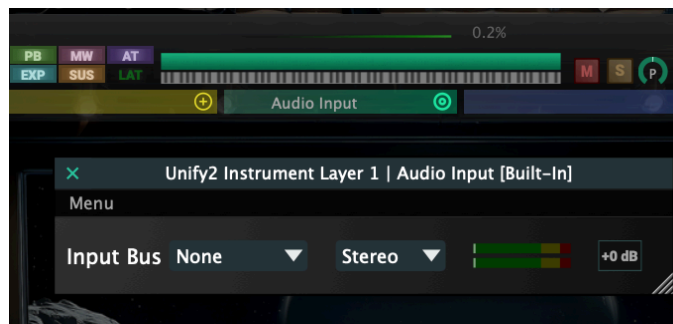 0.2%
PB MW AT
EXP SUS LAT M S P
Audio Input
Unify2 Instrument Layer 1 | Audio Input [Built-In]
Menu
Input Bus None Stereo +0 dB